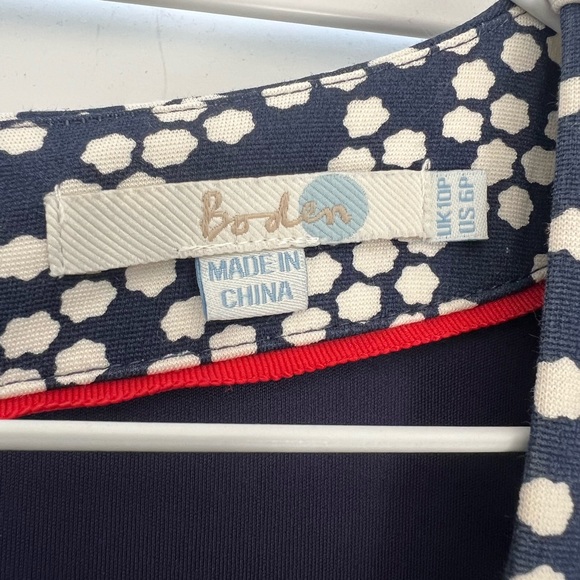 Boden
UK10P
US 6P
MADE IN
CHINA